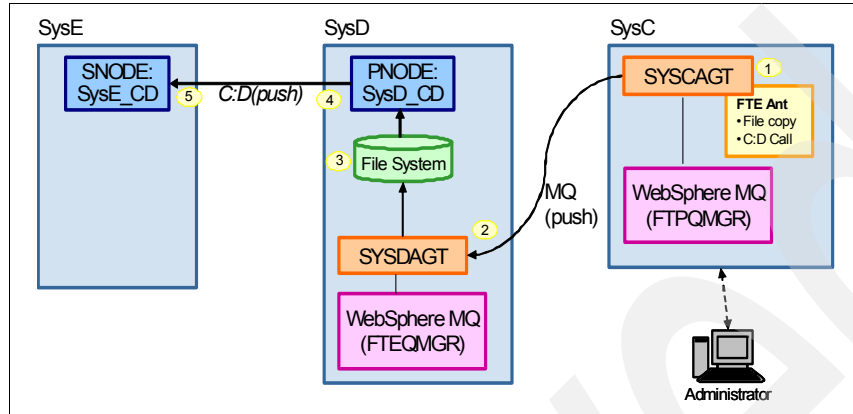 SysE
SysD
SysC
SNODE:
SysE_CD
5
C:D(push)
4
PNODE:
SysD_CD
3
File System
2
SYSDAGT
WebSphere MQ
(FTEQMGR)
MQ
(push)
SYSCAGT
1
FTE Ant
• File copy
• C:D Call
WebSphere MQ
(FTPQMGR)
Administrator